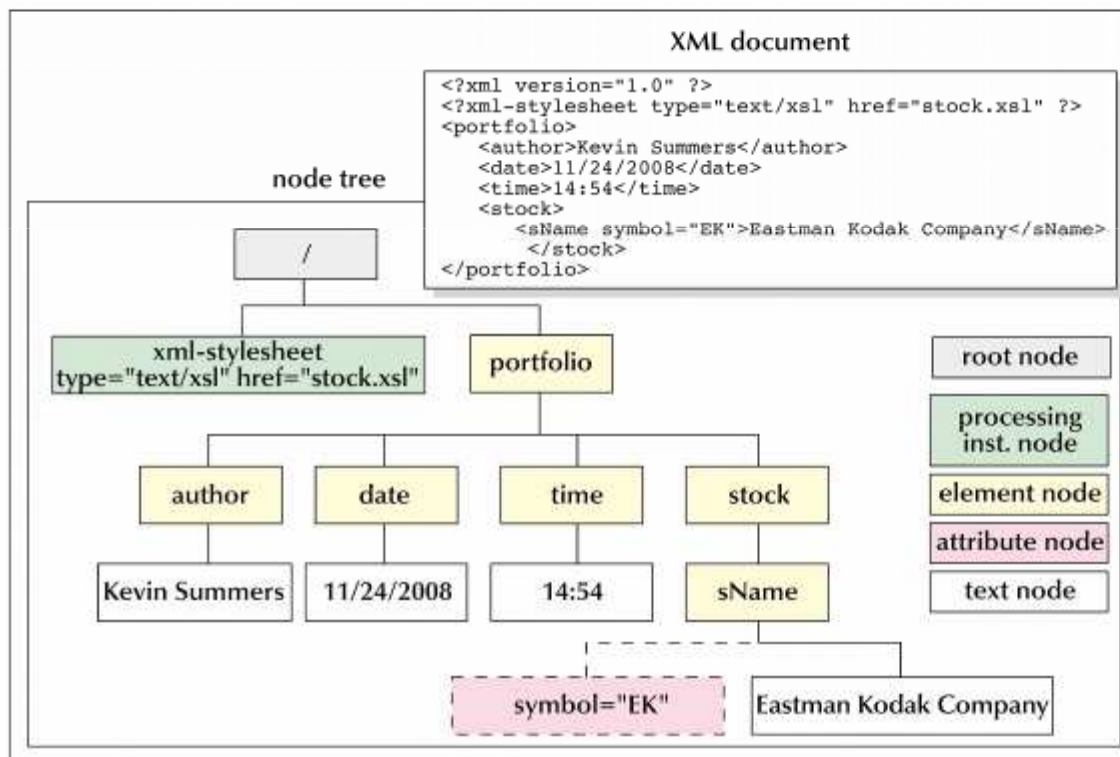 XML document
<?xml version="1.0" ?>
<?xml-stylesheet type="text/xsl" href="stock.xsl" ?>
<portfolio>
<author>Kevin Summers</author>
<date>11/24/2008</date>
<time>14:54</time>
<stock>
<sName symbol="EK">Eastman Kodak Company</sName>
</stock>
</portfolio>
node tree
/
xml-stylesheet
type="text/xsl" href="stock.xsl"
portfolio
author
date
time
stock
Kevin Summers
11/24/2008
14:54
sName
symbol="EK"
Eastman Kodak Company
root node
processing
inst. node
element node
attribute node
text node